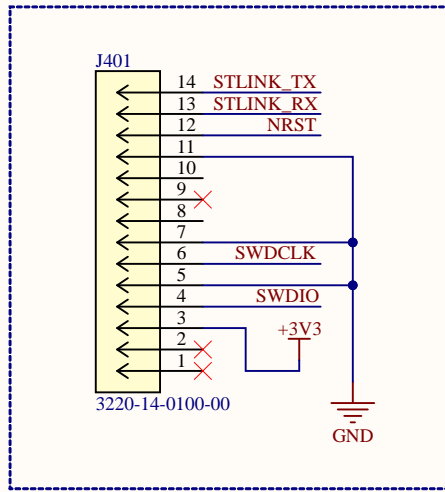 J401
14 STLINK_TX
13 STLINK_RX
12 NRST
11
10
9
8
7
6 SWDCLK
5
4 SWDIO
3 +3V3
2
1
3220-14-0100-00
GND